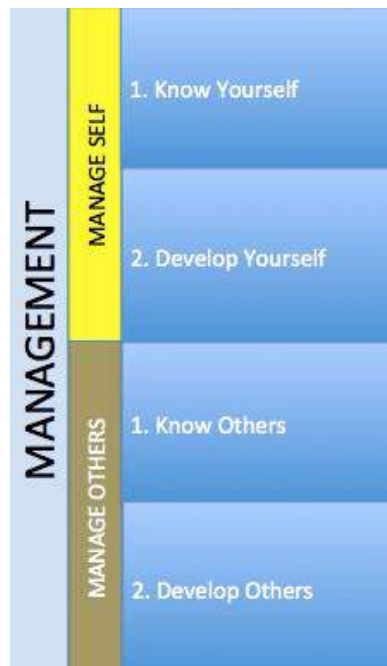 MANAGEMENT
MANAGE SELF
1. Know Yourself
2. Develop Yourself
MANAGE OTHERS
1. Know Others
2. Develop Others